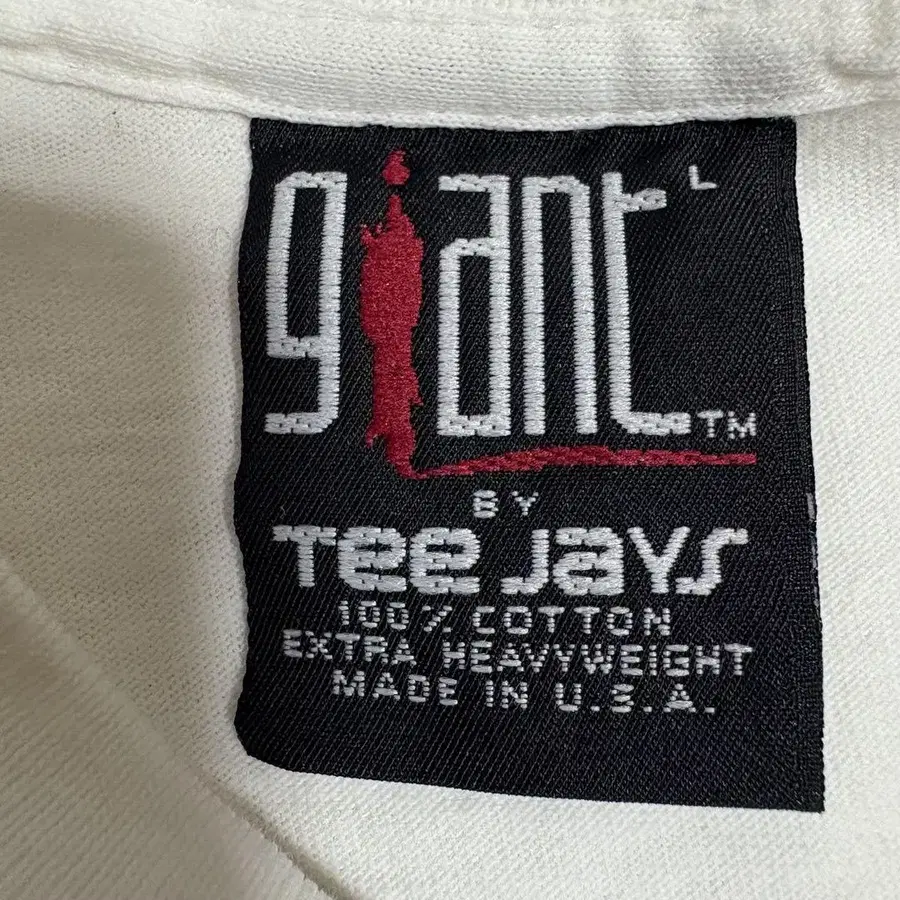 giant L
TM
BY
Tee Jays
100% COTTON
EXTRA HEAVYWEIGHT
MADE IN U.S.A.